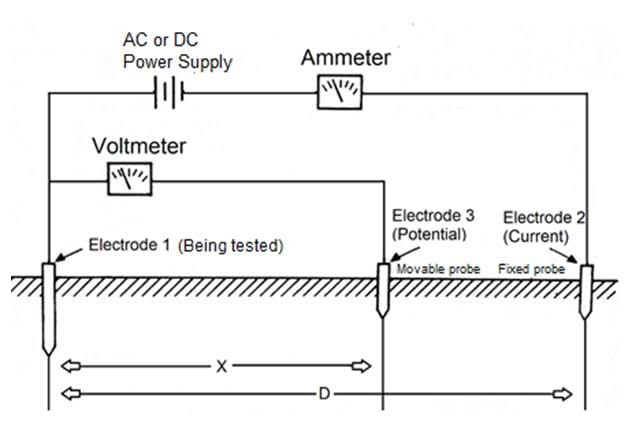 AC or DC
Power Supply
Ammeter
Voltmeter
Electrode 3
(Potential)
Electrode 2
(Current)
Electrode 1 (Being tested)
Movable probe
Fixed probe
X
D